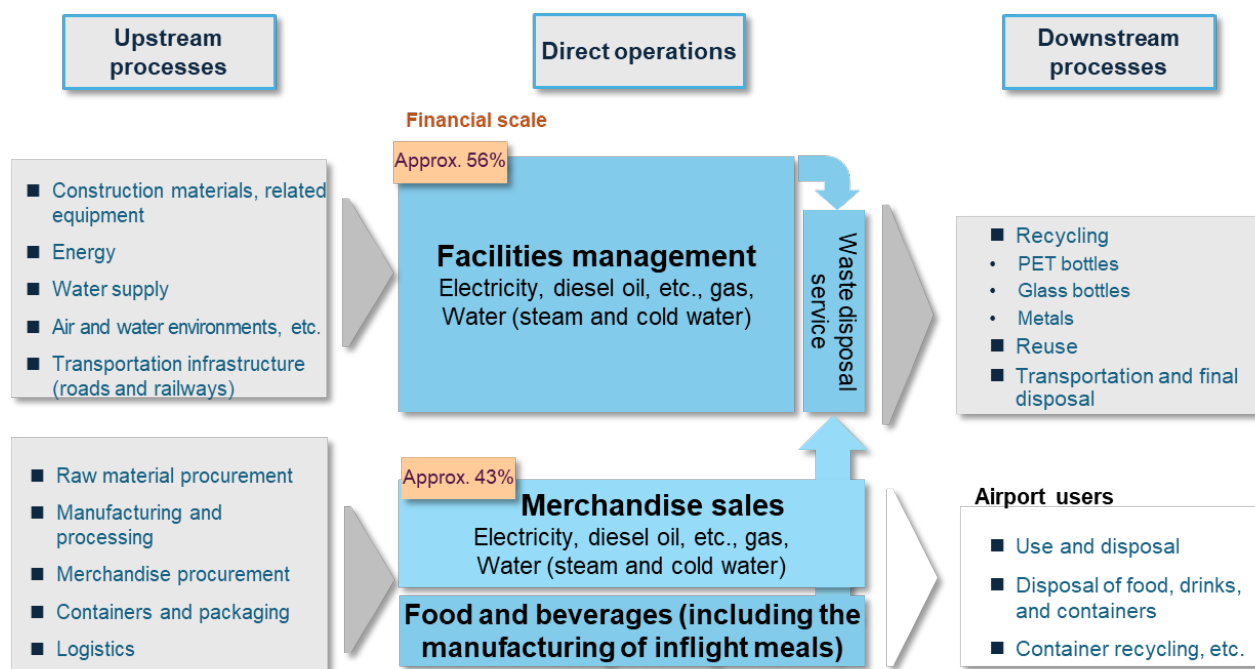 Upstream
processes
Direct operations
Downstream
processes
Financial scale
Approx. 56%
■ Construction materials, related
equipment
■ Energy
■ Water supply
■ Air and water environments, etc.
■ Transportation infrastructure
(roads and railways)
Facilities management
Electricity, diesel oil, etc., gas,
Water (steam and cold water)
Waste disposal
service
■ Recycling
• PET bottles
• Glass bottles
• Metals
■ Reuse
■ Transportation and final
disposal
■ Raw material procurement
■ Manufacturing and
processing
■ Merchandise procurement
■ Containers and packaging
■ Logistics
Approx. 43%
Merchandise sales
Electricity, diesel oil, etc., gas,
Water (steam and cold water)
Food and beverages (including the
manufacturing of inflight meals)
Airport users
■ Use and disposal
■ Disposal of food, drinks,
and containers
■ Container recycling, etc.